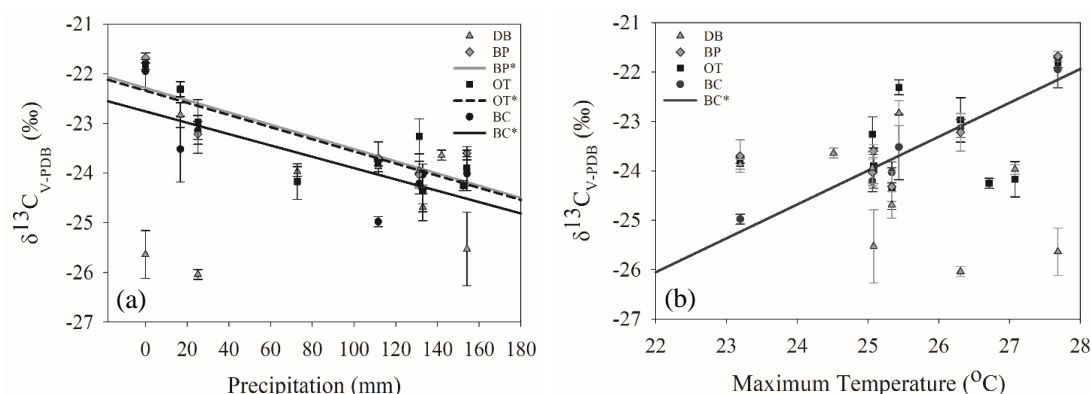 -21
-22
-23
-24
-25
-26
-27
δ13CV-PDB (‰)
DB
BP
BP*
OT
OT*
BC
BC*
(a)
0 20 40 60 80 100 120 140 160 180
Precipitation (mm)
-21
-22
-23
-24
-25
-26
-27
δ13CV-PDB (‰)
DB
BP
OT
BC
BC*
(b)
22 23 24 25 26 27 28
Maximum Temperature (OC)